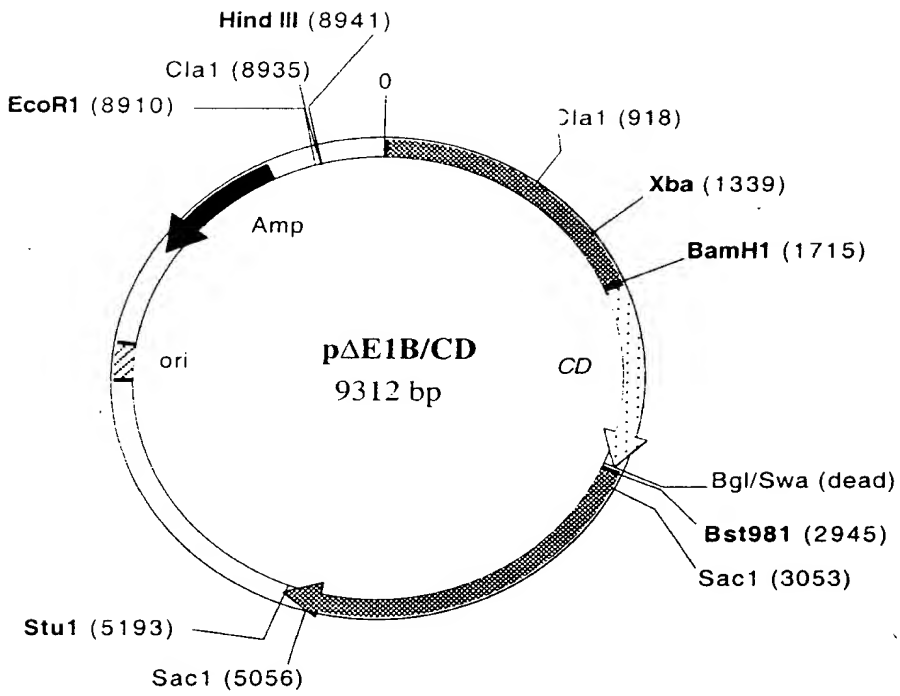 Hind III (8941)
Cla1 (8935)
0
EcoR1 (8910)
Cla1 (918)
Xba (1339)
Amp
BamH1 (1715)
pΔE1B/CD
ori
CD
9312 bp
Bgl/Swa (dead)
Bst981 (2945)
Sac1 (3053)
Stu1 (5193)
Sac1 (5056)